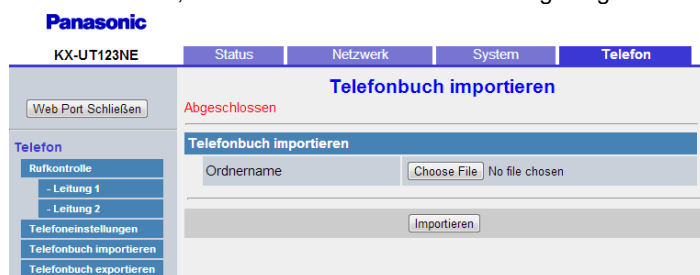 Panasonic
KX-UT123NE
Status Netzwerk System Telefon
Web Port Schließen
Telefon
Rufkontrolle
- Leitung 1
- Leitung 2
Telefoneinstellungen
Telefonbuch importieren
Telefonbuch exportieren
Telefonbuch importieren
Abgeschlossen
Telefonbuch importieren
Ordnername Choose File No file chosen
Importieren